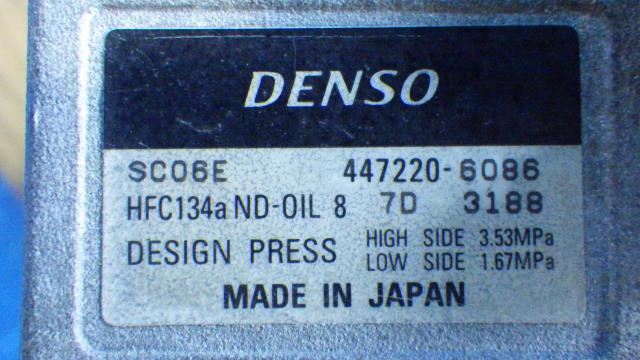 DENSO
SC06E 447220-6086
HFC134a ND-OIL 8 7D 3188
DESIGN PRESS HIGH SIDE 3.53MPa
LOW SIDE 1.67MPa
MADE IN JAPAN